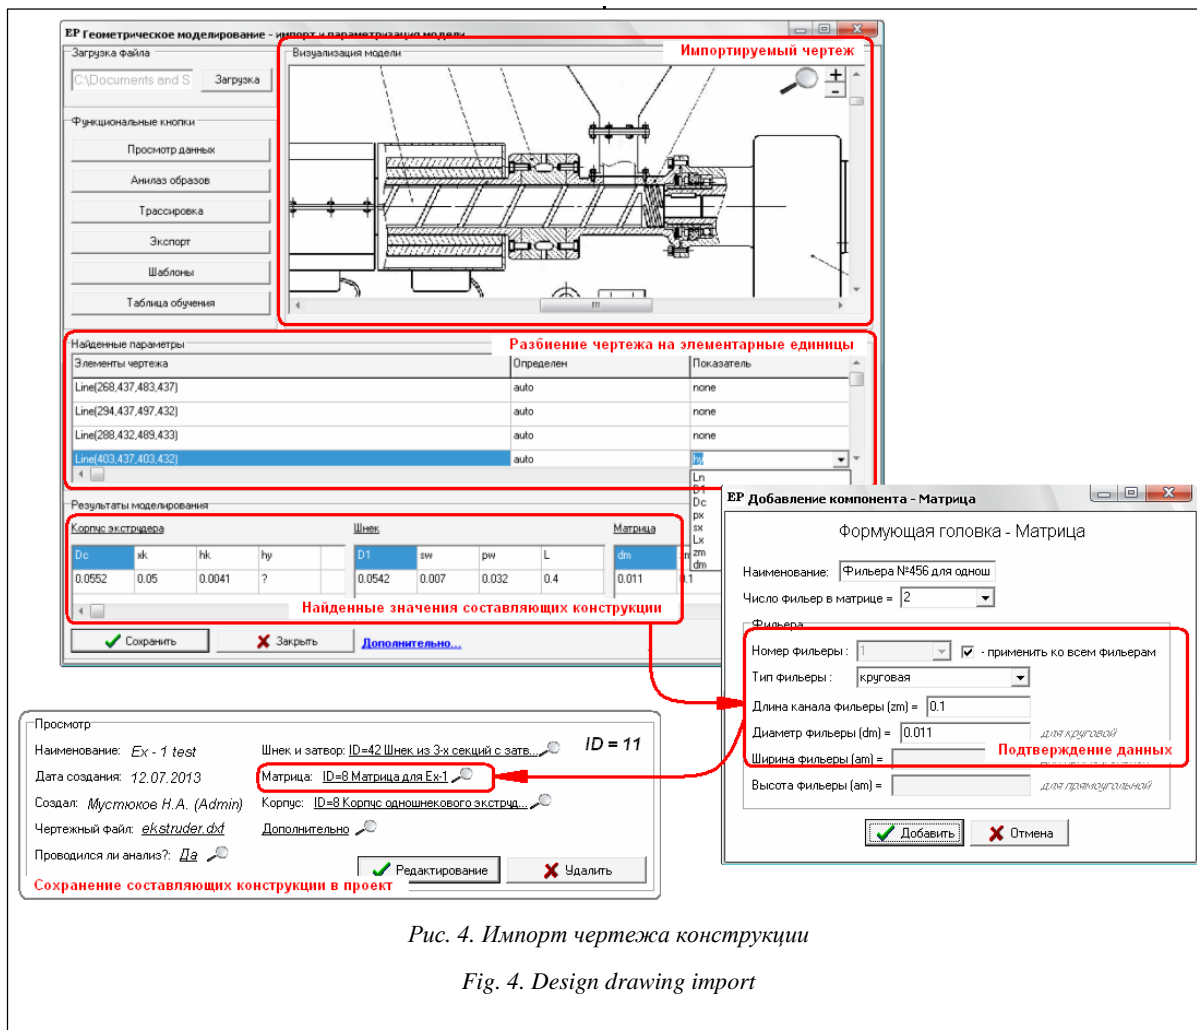 EP Геометрическое моделирование - импорт и параметризация модели
Загрузка файла
C:\Documents and S
Загрузка
Визуализация модели
Импортируемый чертеж
+
-
Функциональные кнопки
Просмотр данных
Анилаз образов
Трассировка
Экспорт
Шаблоны
Таблица обучения
Найденные параметры
Разбиение чертежа на элементарные единицы
Элементы чертежа Определен Показатель
Line(268,437,483,437) auto none
Line(294,437,497,432) auto none
Line(288,432,489,433) auto none
Line(403,437,403,432) auto hy
Ln
D1
Dc
px
sx
Lx
zm
dm
Результаты моделирования
Корпус экструдера
Dc xk hk hy
0.0552 0.05 0.0041 ?
Шнек
D1 sw pw L
0.0542 0.007 0.032 0.4
Матрица
dm
0.011 0.1
Найденные значения составляющих конструкции
Сохранить
Закрыть
Дополнительно...
EP Добавление компонента - Матрица
Формующая головка - Матрица
Наименование: Фильера №456 для однош
Число фильер в матрице = 2
Фильера
Номер фильеры : 1 - применить ко всем фильерам
Тип фильеры : круговая
Длина канала фильеры (zm) = 0.1
Диаметр фильеры (dm) = 0.011 для круговой
Подтверждение данных
Ширина фильеры (am) =
Высота фильеры (am) = для прямоугольной
Добавить
Отмена
Просмотр
Наименование: Ex - 1 test
Дата создания: 12.07.2013
Создал: Мустюков Н.А. (Admin)
Чертежный файл: ekstruder.dxf
Проводился ли анализ?: Да
Шнек и затвор: ID=42 Шнек из 3-х секций с затв...
Матрица: ID=8 Матрица для Ex-1
Корпус: ID=8 Корпус одношнекового экструд...
Дополнительно
ID = 11
Редактирование
Удалить
Сохранение составляющих конструкции в проект
Рис. 4. Импорт чертежа конструкции
Fig. 4. Design drawing import